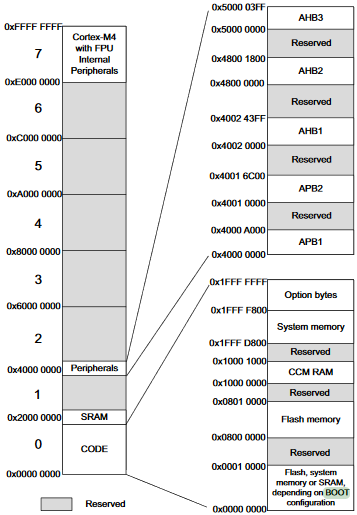 0xFFFF FFFF
7
Cortex-M4
with FPU
Internal
Peripherals
0xE000 0000
6
0xC000 0000
5
0xA000 0000
4
0x8000 0000
3
0x6000 0000
2
0x4000 0000
Peripherals
1
0x2000 0000
SRAM
0
CODE
0x0000 0000
Reserved
0x5000 03FF
AHB3
0x5000 0000
Reserved
0x4800 1800
AHB2
0x4800 0000
Reserved
0x4002 43FF
AHB1
0x4002 0000
Reserved
0x4001 6C00
APB2
0x4001 0000
Reserved
0x4000 A000
APB1
0x4000 0000
0x1FFF FFFF
Option bytes
0x1FFF F800
System memory
0x1FFF D800
Reserved
0x1000 1000
CCM RAM
0x1000 0000
Reserved
0x0801 0000
Flash memory
0x0800 0000
Reserved
0x0001 0000
Flash, system
memory or SRAM,
depending on BOOT
configuration
0x0000 0000